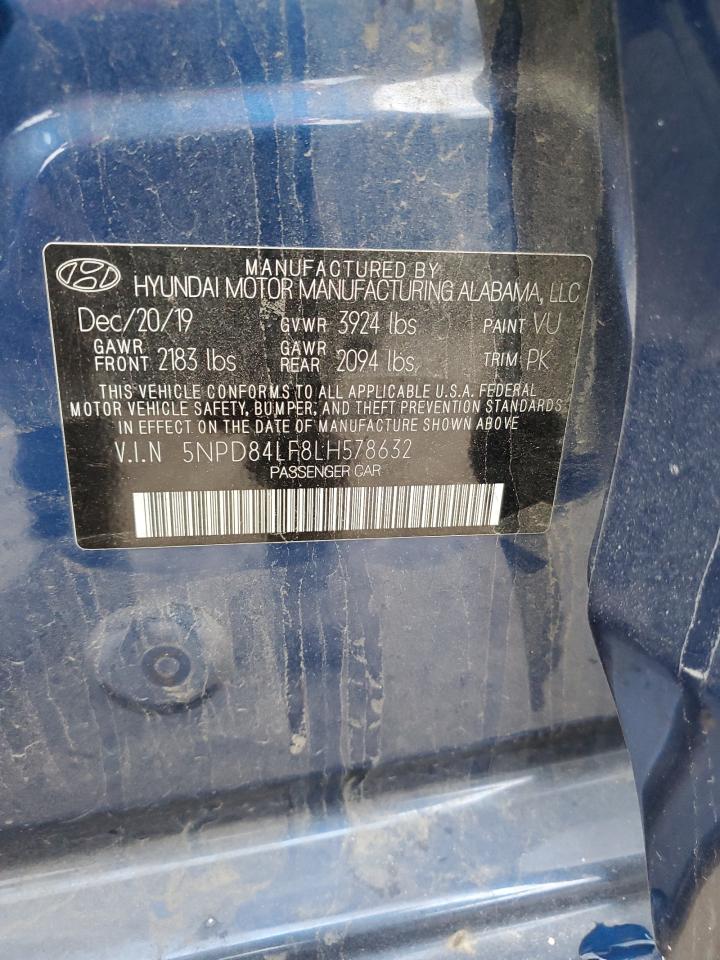 MANUFACTURED BY
HYUNDAI MOTOR MANUFACTURING ALABAMA, LLC
Dec/20/19 GVWR 3924 lbs PAINT VU
GAWR FRONT 2183 lbs GAWR REAR 2094 lbs TRIM: PK
THIS VEHICLE CONFORMS TO ALL APPLICABLE U.S.A. FEDERAL
MOTOR VEHICLE SAFETY, BUMPER, AND THEFT PREVENTION STANDARDS
IN EFFECT ON THE DATE OF MANUFACTURE SHOWN ABOVE
V.I.N 5NPD84LF8LH578632
PASSENGER CAR